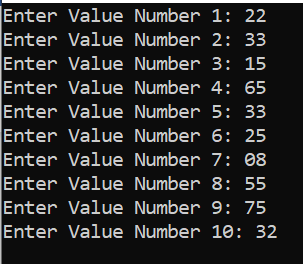 Enter Value Number 1: 22
Enter Value Number 2: 33
Enter Value Number 3: 15
Enter Value Number 4: 65
Enter Value Number 5: 33
Enter Value Number 6: 25
Enter Value Number 7: 08
Enter Value Number 8: 55
Enter Value Number 9: 75
Enter Value Number 10: 32